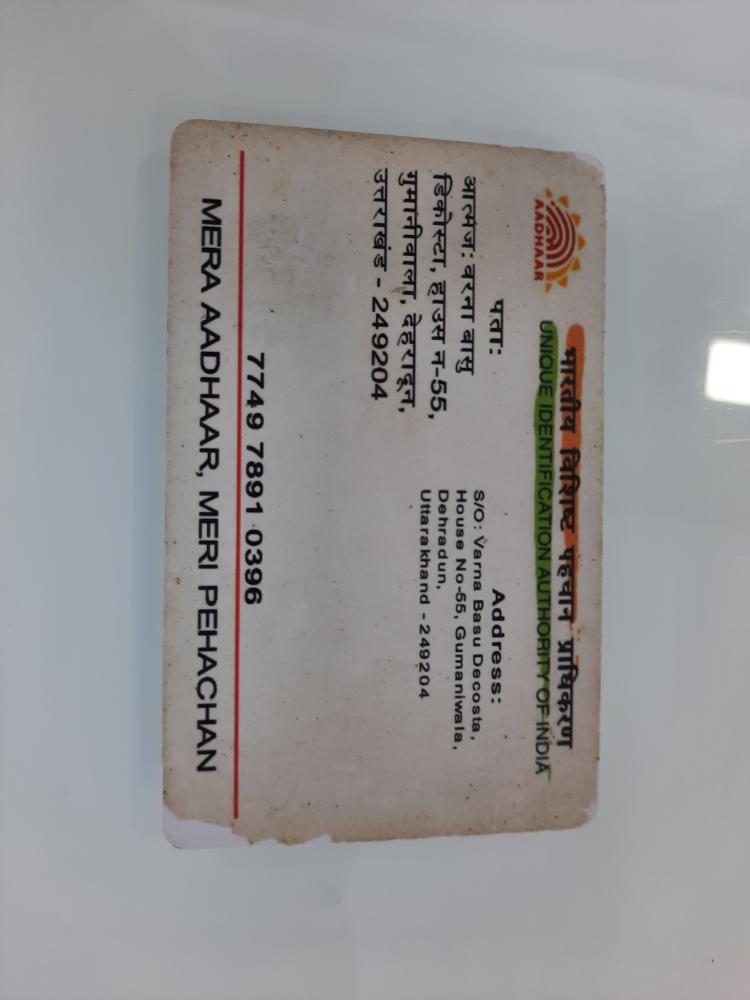 भारतीय विशिष्ट पहचान प्राधिकरण
UNIQUE IDENTIFICATION AUTHORITY OF INDIA
AADHAAR
पता:
आत्मज: वरना बासु
डिकोस्टा, हाउस न-55,
गुमानीवाला, देहरादून,
उत्तराखंड - 249204
Address:
S/O: Varna Basu Decosta,
House No-55, Gumaniwala,
Dehradun,
Uttarakhand - 249204
7749 7891 0396
MERA AADHAAR, MERI PEHACHAN